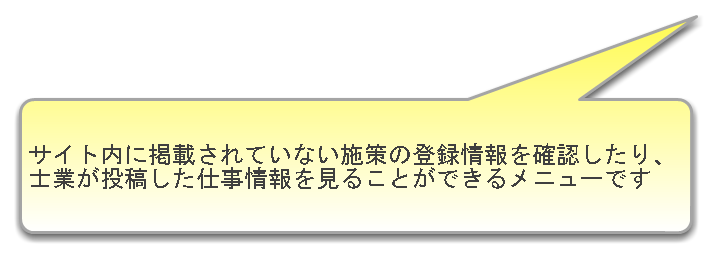 サイト内に掲載されていない施策の登録情報を確認したり、
士業が投稿した仕事情報を見ることができるメニューです